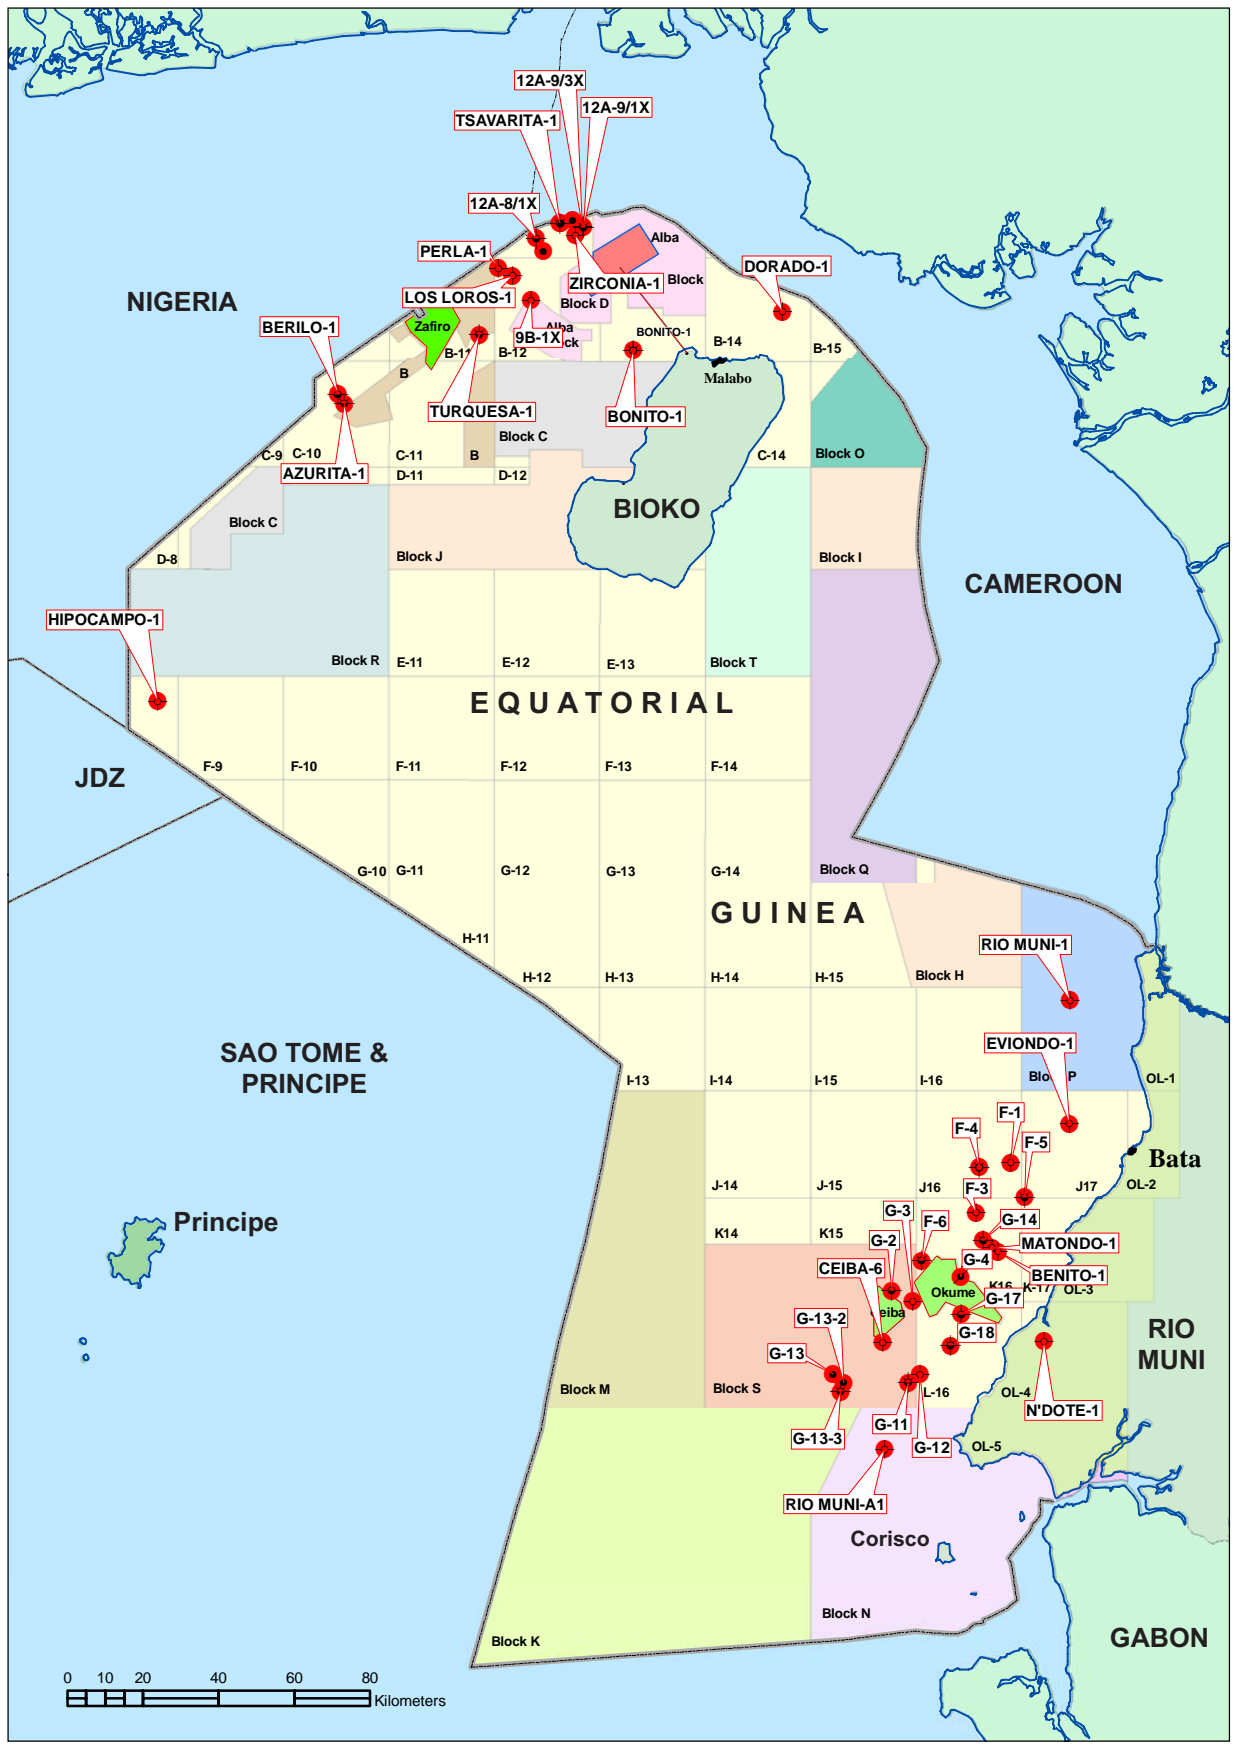 12A-9/3X
12A-9/1X
TSAVARITA-1
12A-8/1X
PERLA-1
Alba
Block
DORADO-1
ZIRCONIA-1
LOS LOROS-1
Block D
NIGERIA
BERILO-1
Zafiro
9B-1X
Alba
BONITO-1
B-11
B-12
B-14
B-15
B
Malabo
TURQUESA-1
BONITO-1
Block C
C-9
C-10
C-11
B
C-14
Block O
AZURITA-1
D-11
D-12
BIOKO
Block C
D-8
Block J
Block I
CAMEROON
HIPOCAMPO-1
Block R
E-11
E-12
E-13
Block T
EQUATORIAL
JDZ
F-9
F-10
F-11
F-12
F-13
F-14
G-10
G-11
G-12
G-13
G-14
Block Q
GUINEA
H-11
RIO MUNI-1
H-12
H-13
H-14
H-15
Block H
EVIONDO-1
SAO TOME &
PRINCIPE
I-13
I-14
I-15
I-16
Block P
OL-1
F-1
F-4
F-5
Bata
J-14
J-15
J16
J17
OL-2
F-3
G-3
F-6
G-14
Principe
K14
K15
G-2
MATONDO-1
CEIBA-6
G-4
BENITO-1
K16
K-17
OL-3
Okume
G-17
Ceiba
G-13-2
G-18
RIO
MUNI
G-13
Block M
Block S
L-16
OL-4
N'DOTE-1
G-11
G-13-3
G-12
OL-5
RIO MUNI-A1
Corisco
Block N
GABON
Block K
0 10 20 40 60 80
Kilometers